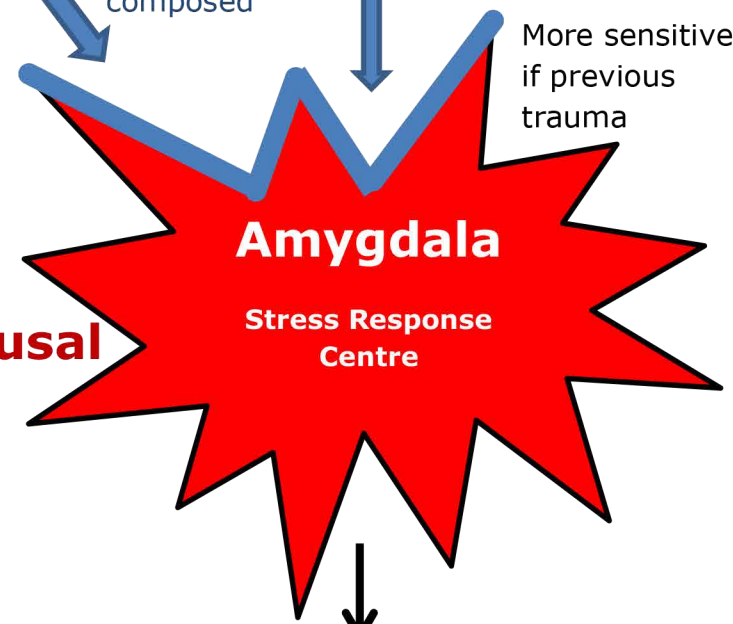 composed
More sensitive
if previous
trauma
Amygdala
Stress Response
Centre
usal